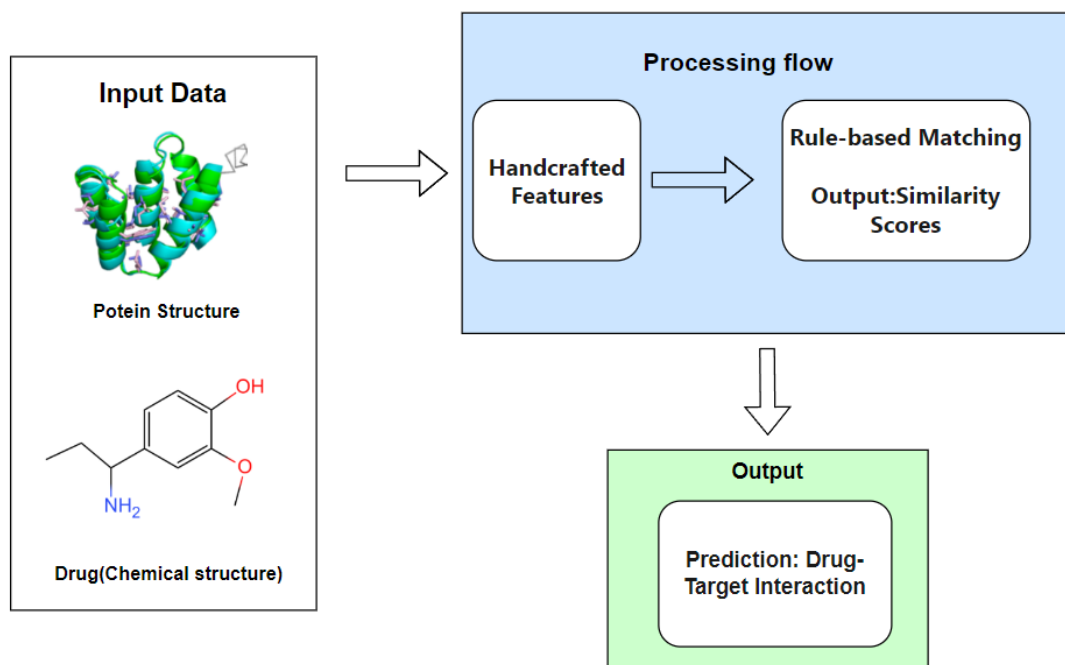 Input Data
Potein Structure
OH
O
NH₂
Drug(Chemical structure)
Processing flow
Handcrafted
Features
Rule-based Matching
Output:Similarity
Scores
Output
Prediction: Drug-
Target Interaction